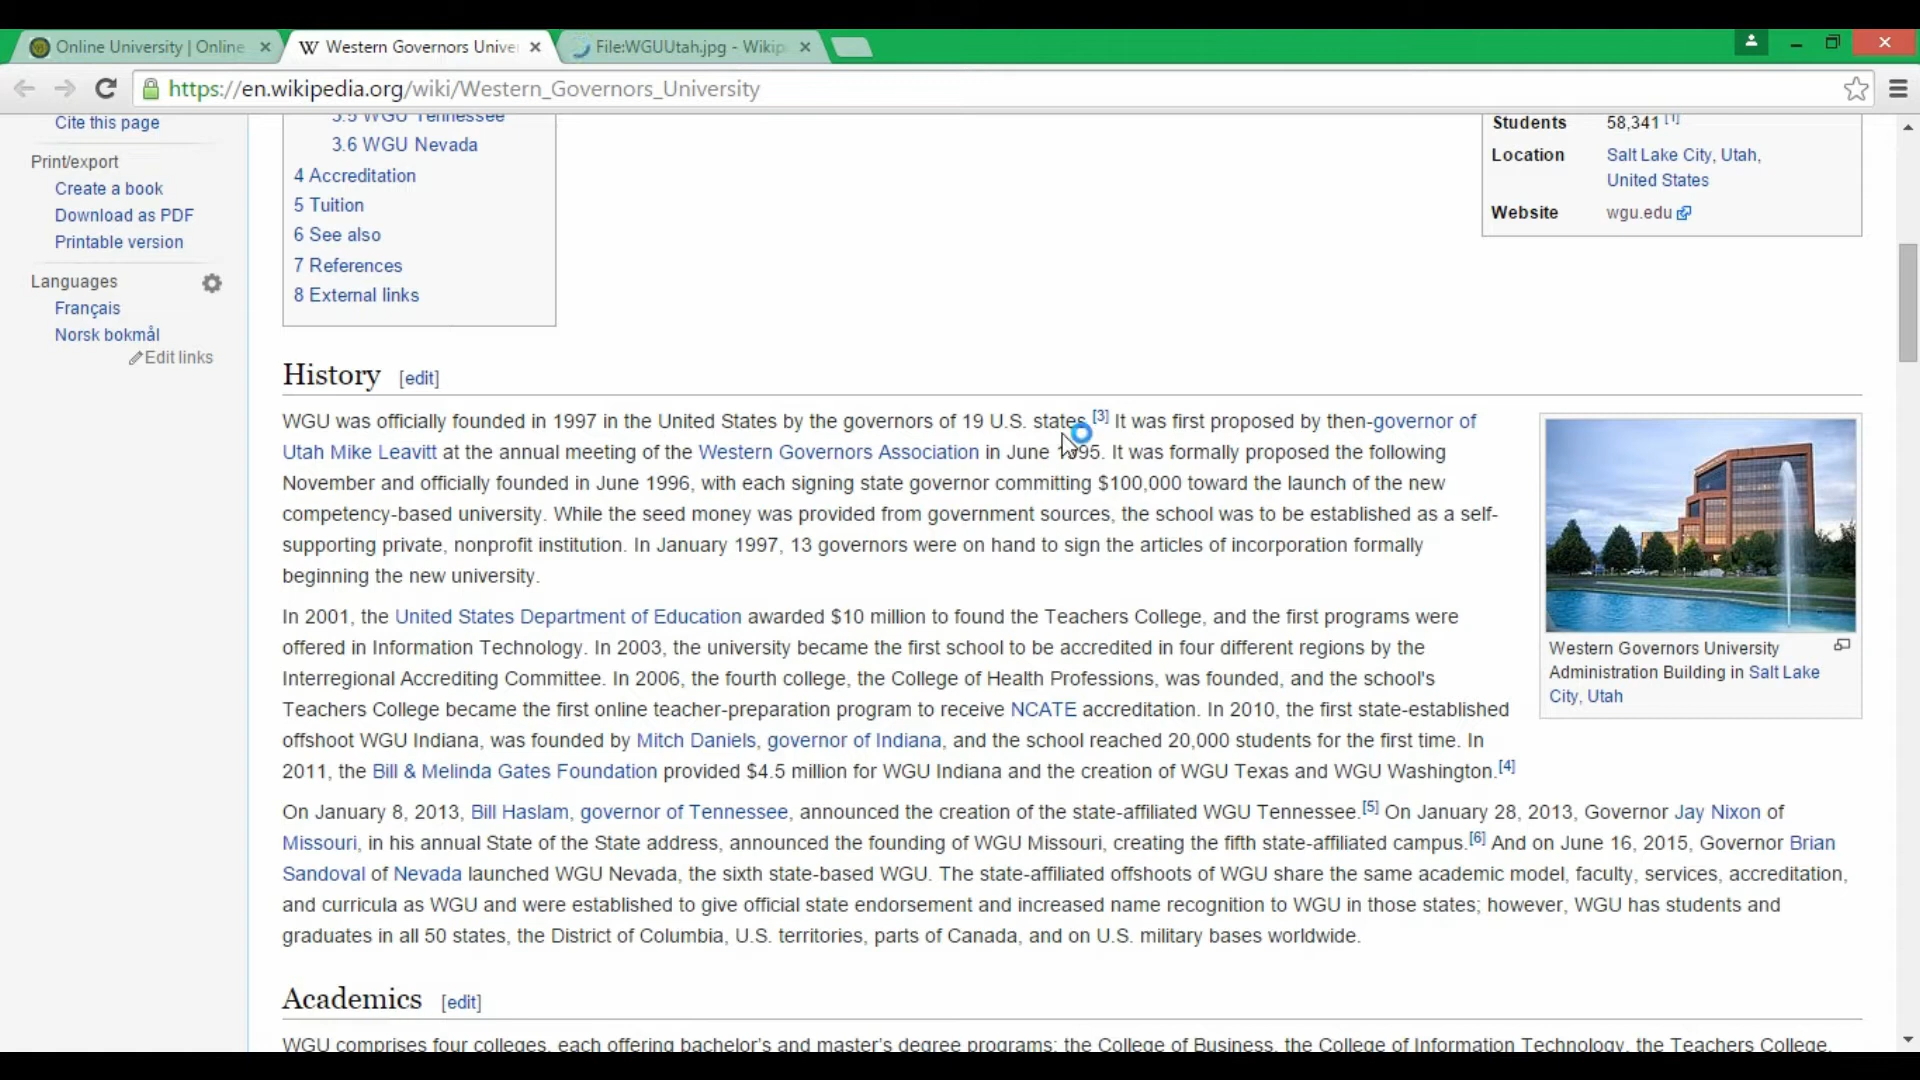 Online University | Online
Western Governors Unive
File:WGUUtah.jpg - Wikip
https://en.wikipedia.org/wiki/Western_Governors_University
Cite this page
Print/export
Create a book
Download as PDF
Printable version
Languages
Français
Norsk bokmål
Edit links
3.5 WGU Tennessee
3.6 WGU Nevada
4 Accreditation
5 Tuition
6 See also
7 References
8 External links
Students 58,341 [1]
Location Salt Lake City, Utah,
United States
Website wgu.edu
History [edit]
WGU was officially founded in 1997 in the United States by the governors of 19 U.S. states.[3] It was first proposed by then-governor of
Utah Mike Leavitt at the annual meeting of the Western Governors Association in June 1995. It was formally proposed the following
November and officially founded in June 1996, with each signing state governor committing $100,000 toward the launch of the new
competency-based university. While the seed money was provided from government sources, the school was to be established as a self-
supporting private, nonprofit institution. In January 1997, 13 governors were on hand to sign the articles of incorporation formally
beginning the new university.
In 2001, the United States Department of Education awarded $10 million to found the Teachers College, and the first programs were
offered in Information Technology. In 2003, the university became the first school to be accredited in four different regions by the
Interregional Accrediting Committee. In 2006, the fourth college, the College of Health Professions, was founded, and the school's
Teachers College became the first online teacher-preparation program to receive NCATE accreditation. In 2010, the first state-established
offshoot WGU Indiana, was founded by Mitch Daniels, governor of Indiana, and the school reached 20,000 students for the first time. In
2011, the Bill & Melinda Gates Foundation provided $4.5 million for WGU Indiana and the creation of WGU Texas and WGU Washington.[4]
Western Governors University
Administration Building in Salt Lake
City, Utah
On January 8, 2013, Bill Haslam, governor of Tennessee, announced the creation of the state-affiliated WGU Tennessee.[5] On January 28, 2013, Governor Jay Nixon of
Missouri, in his annual State of the State address, announced the founding of WGU Missouri, creating the fifth state-affiliated campus.[6] And on June 16, 2015, Governor Brian
Sandoval of Nevada launched WGU Nevada, the sixth state-based WGU. The state-affiliated offshoots of WGU share the same academic model, faculty, services, accreditation,
and curricula as WGU and were established to give official state endorsement and increased name recognition to WGU in those states; however, WGU has students and
graduates in all 50 states, the District of Columbia, U.S. territories, parts of Canada, and on U.S. military bases worldwide.
Academics [edit]
WGU comprises four colleges, each offering bachelor's and master's degree programs: the College of Business, the College of Information Technology, the Teachers College,